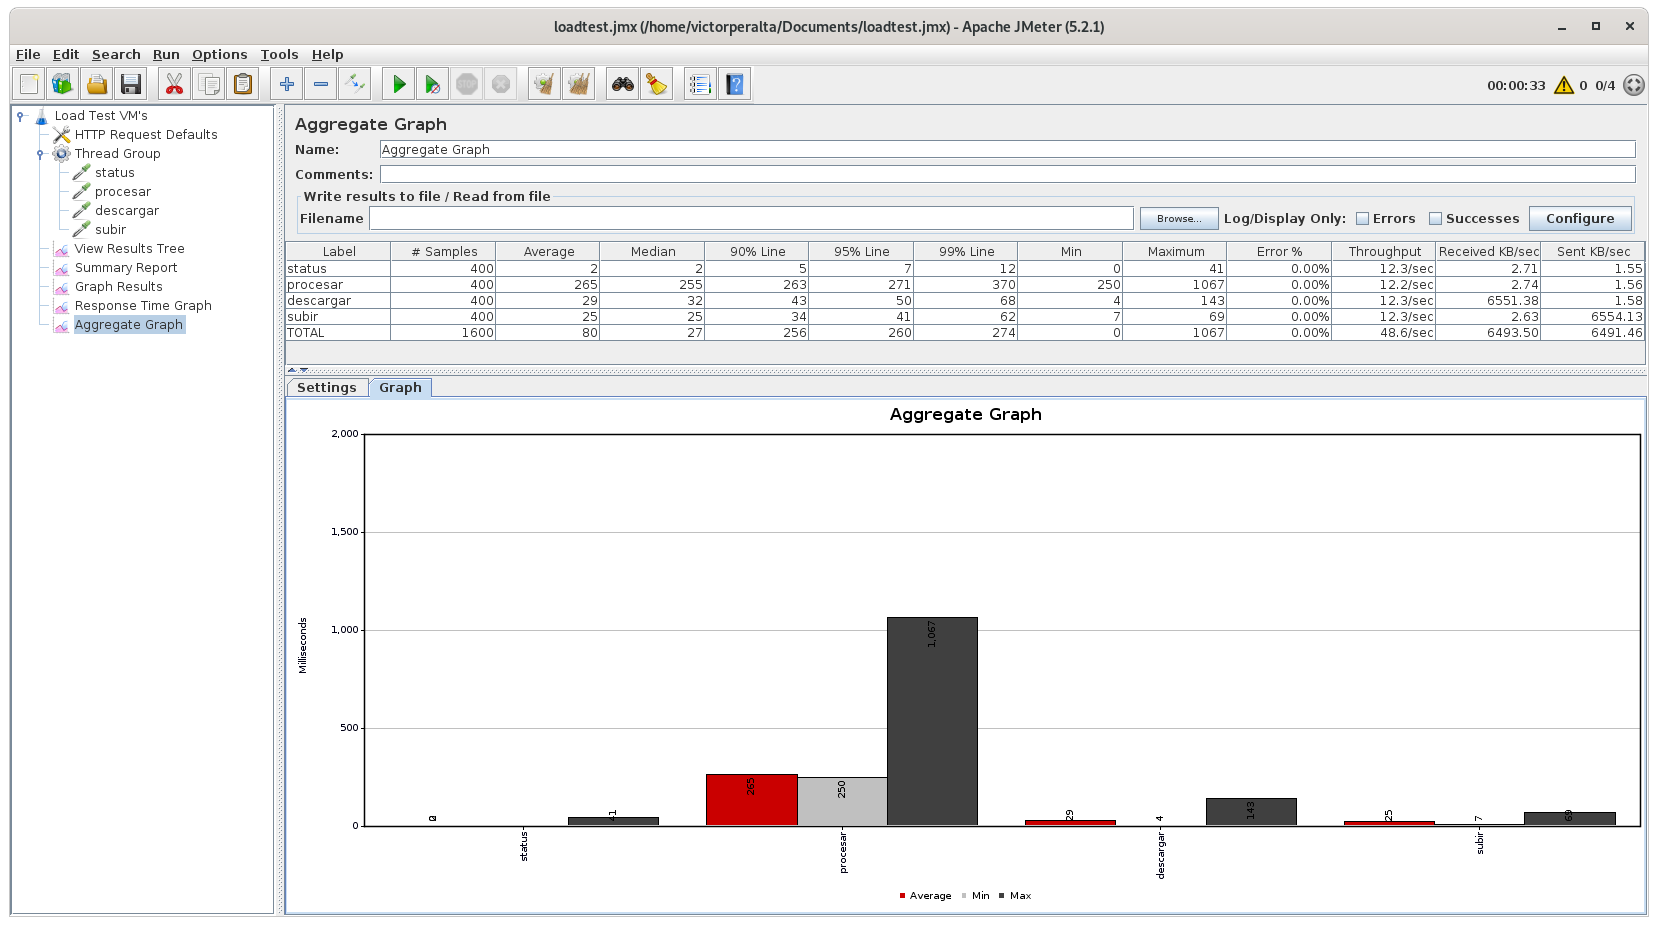 loadtest.jmx (/home/victorperalta/Documents/loadtest.jmx) - Apache JMeter (5.2.1)
File Edit Search Run Options Tools Help
STOP
00:00:33 0 0/4
Load Test VM's
HTTP Request Defaults
Thread Group
status
procesar
descargar
subir
View Results Tree
Summary Report
Graph Results
Response Time Graph
Aggregate Graph
Aggregate Graph
Name: Aggregate Graph
Comments:
Write results to file / Read from file
Filename Browse... Log/Display Only: Errors Successes Configure
Label # Samples Average Median 90% Line 95% Line 99% Line Min Maximum Error % Throughput Received KB/sec Sent KB/sec
status 400 2 2 5 7 12 0 41 0.00% 12.3/sec 2.71 1.55
procesar 400 265 255 263 271 370 250 1067 0.00% 12.2/sec 2.74 1.56
descargar 400 29 32 43 50 68 4 143 0.00% 12.3/sec 6551.38 1.58
subir 400 25 25 34 41 62 7 69 0.00% 12.3/sec 2.63 6554.13
TOTAL 1600 80 27 256 260 274 0 1067 0.00% 48.6/sec 6493.50 6491.46
Settings Graph
Aggregate Graph
2,000
1,500
1,000
500
0
Milliseconds
41
265
250
1,067
29
4
143
25
7
69
status
procesar
descargar
subir
Average Min Max